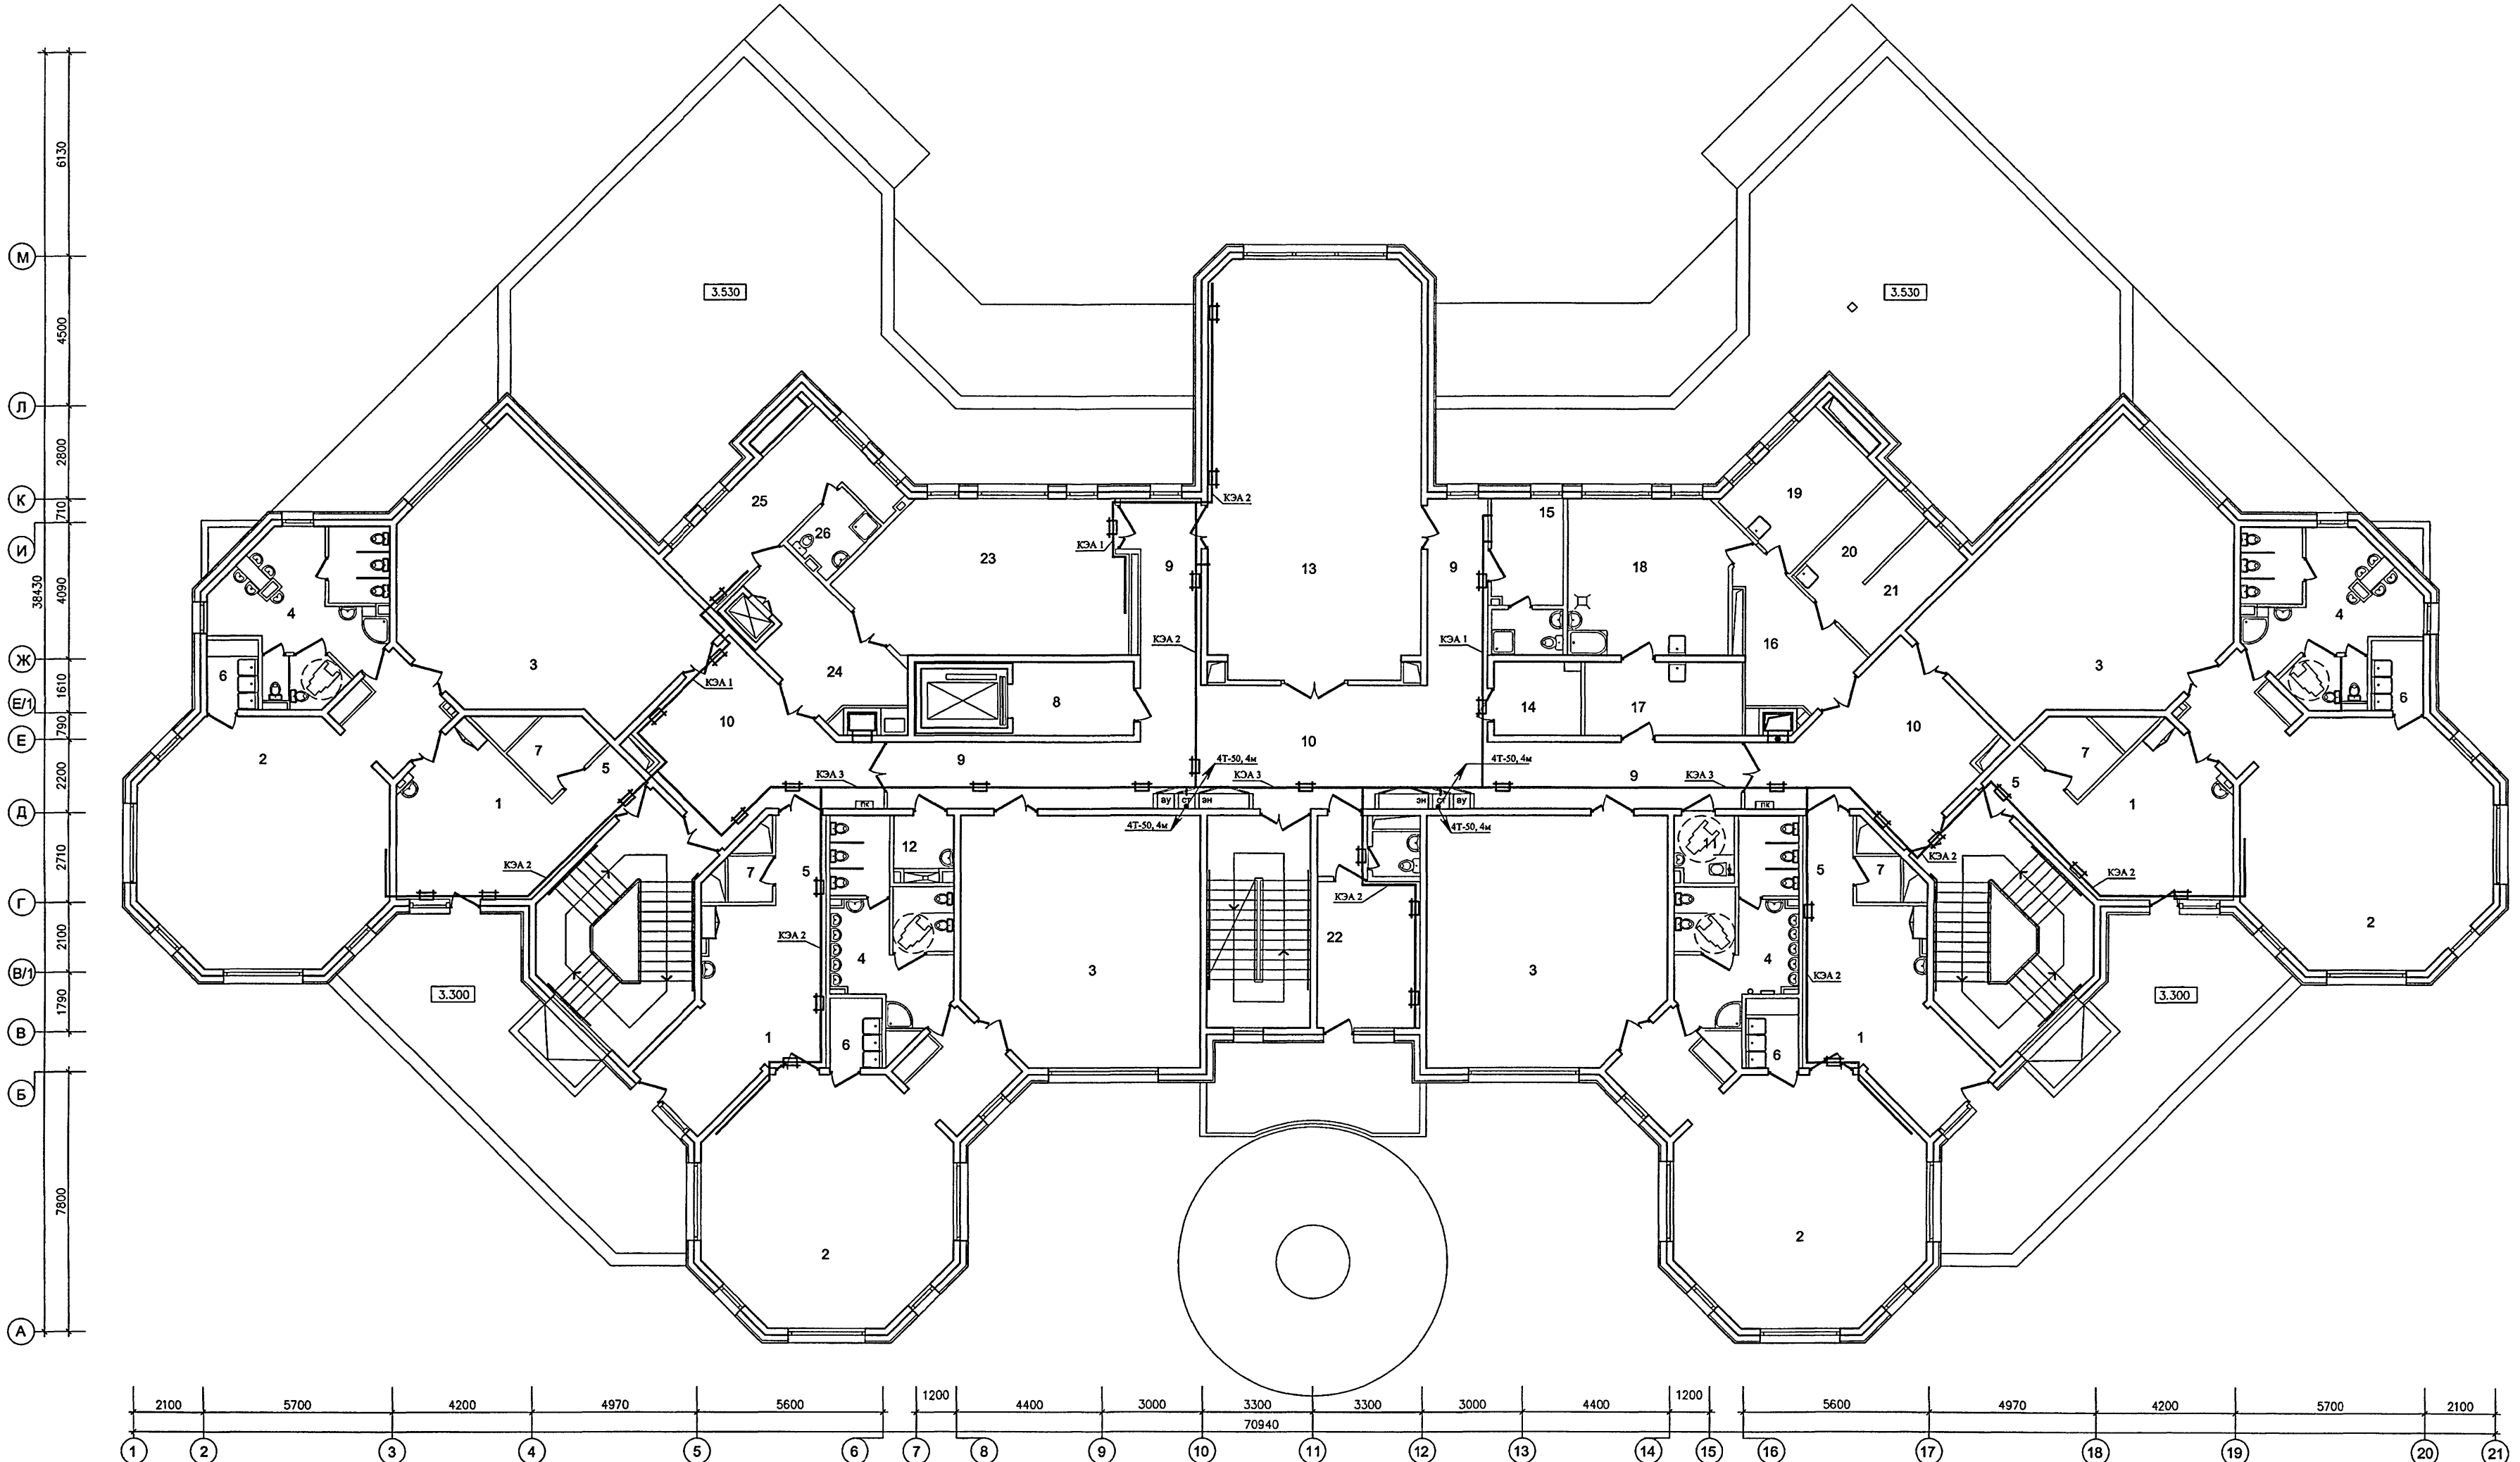 6130
М
3.530
3.530
4500
Л
2800
К
КЭА 2
25
19
15
710
И
26
КЭА 1
23
9
13
9
18
20
38430
4090
21
4
4
КЭА 2
КЭА 1
16
Ж
3
24
3
6
КЭА 1
6
1610
Е/1
8
14
17
10
10
10
790
Е
2
7
5
9
4Т-50, 4м
4Т-50, 4м
7
2200
КЭА 3
КЭА 3
9
КЭА 3
5
1
ПК
ВУ
СТ
ЭН
ЭН
СТ
ВУ
ПК
1
Д
4Т-50, 4м
4Т-50, 4м
2710
КЭА 2
12
11
КЭА 2
7
5
5
7
КЭА 2
Г
КЭА 2
2
2100
КЭА 2
22
4
3
3
4
В/1
КЭА 2
3.300
3.300
1790
В
1
6
6
1
Б
7800
2
2
А
2100
5700
4200
4970
5600
1200
4400
3000
3300
3300
3000
4400
1200
5600
4970
4200
5700
2100
70940
1
2
3
4
5
6
7
8
9
10
11
12
13
14
15
16
17
18
19
20
21